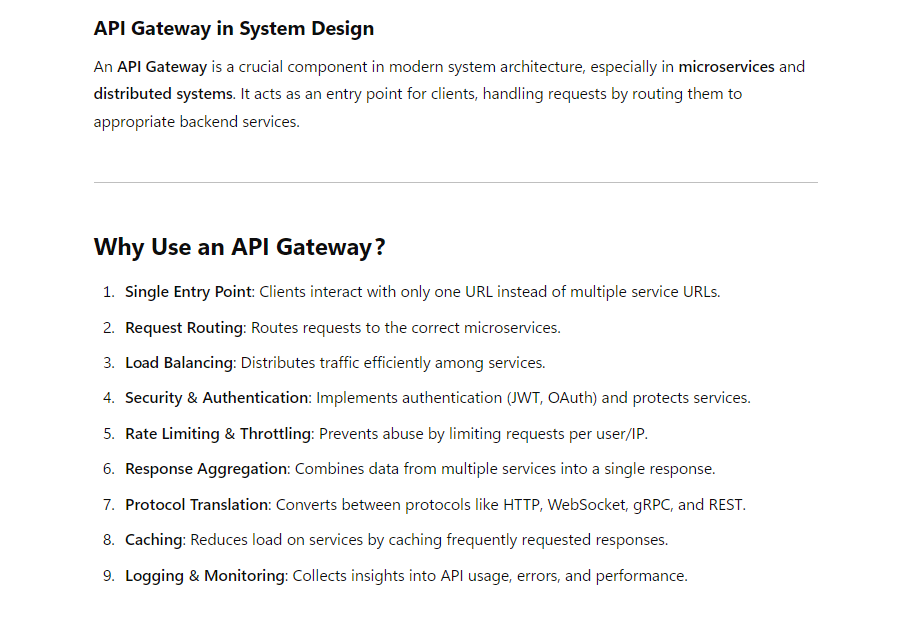 API Gateway in System Design
An API Gateway is a crucial component in modern system architecture, especially in microservices and
distributed systems. It acts as an entry point for clients, handling requests by routing them to
appropriate backend services.
Why Use an API Gateway?
1. Single Entry Point: Clients interact with only one URL instead of multiple service URLs.
2. Request Routing: Routes requests to the correct microservices.
3. Load Balancing: Distributes traffic efficiently among services.
4. Security & Authentication: Implements authentication (JWT, OAuth) and protects services.
5. Rate Limiting & Throttling: Prevents abuse by limiting requests per user/IP.
6. Response Aggregation: Combines data from multiple services into a single response.
7. Protocol Translation: Converts between protocols like HTTP, WebSocket, gRPC, and REST.
8. Caching: Reduces load on services by caching frequently requested responses.
9. Logging & Monitoring: Collects insights into API usage, errors, and performance.